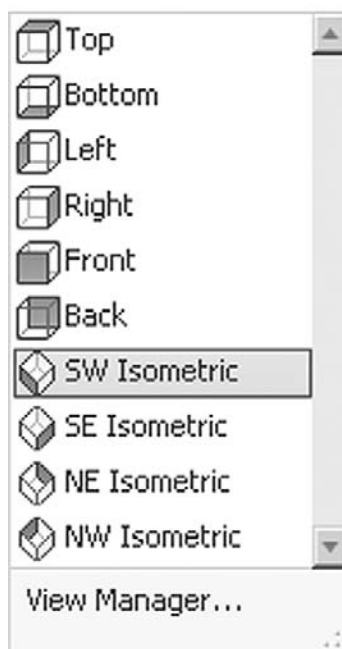 Top
Bottom
Left
Right
Front
Back
SW Isometric
SE Isometric
NE Isometric
NW Isometric
View Manager...